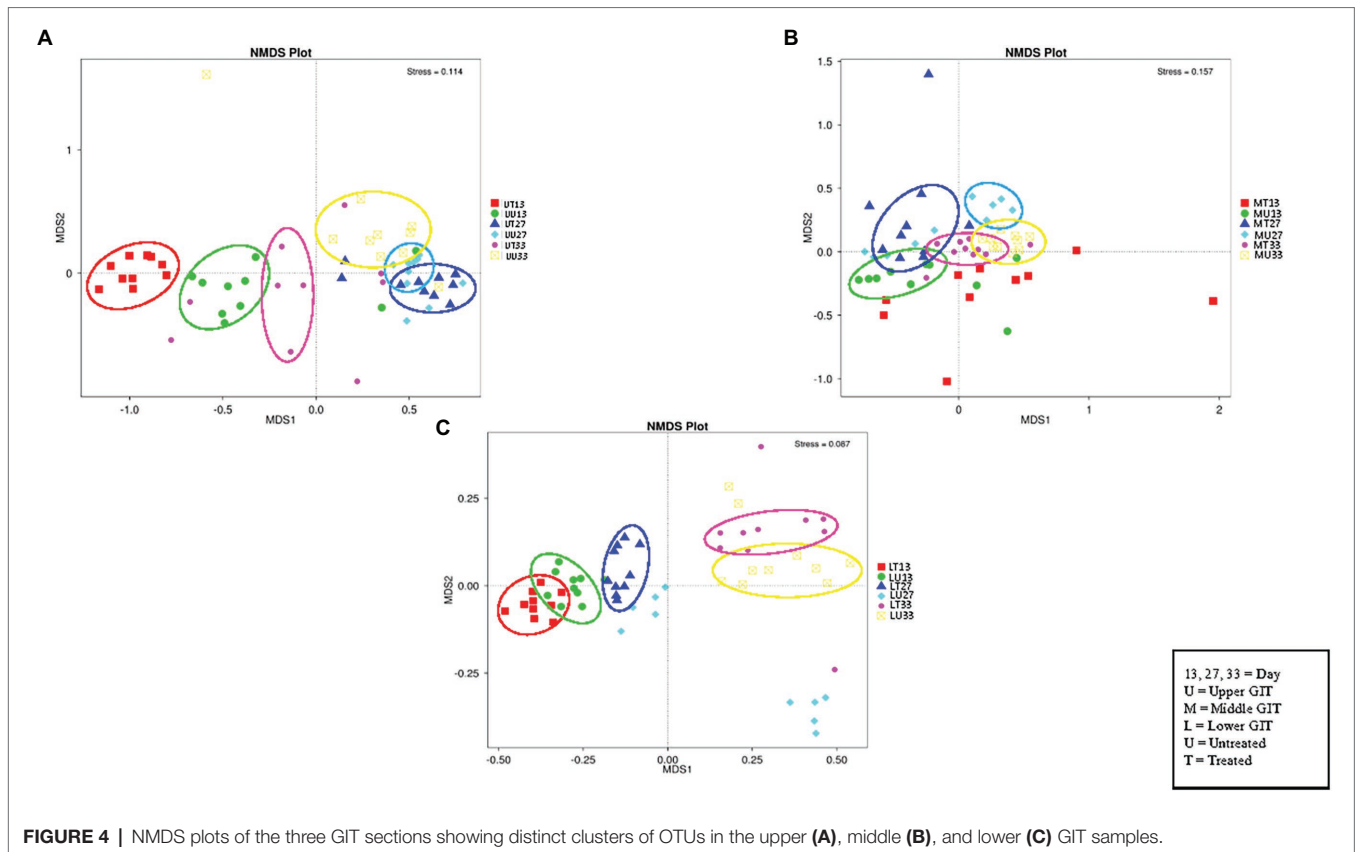 A
NMDS Plot
Stress = 0.114
MDS2
1
0
-1.0
-0.5
0.0
0.5
MDS1
UT13
UU13
UT27
UU27
UT33
UU33
B
NMDS Plot
Stress = 0.157
MDS2
1.5
1.0
0.5
0.0
-0.5
-1.0
0
1
2
MDS1
MT13
MU13
MT27
MU27
MT33
MU33
C
NMDS Plot
Stress = 0.087
MDS2
0.25
0.00
-0.25
-0.50
-0.25
0.00
0.25
0.50
MDS1
LT13
LU13
LT27
LU27
LT33
LU33
13, 27, 33 = Day
U = Upper GIT
M = Middle GIT
L = Lower GIT
U = Untreated
T = Treated
FIGURE 4 | NMDS plots of the three GIT sections showing distinct clusters of OTUs in the upper (A), middle (B), and lower (C) GIT samples.